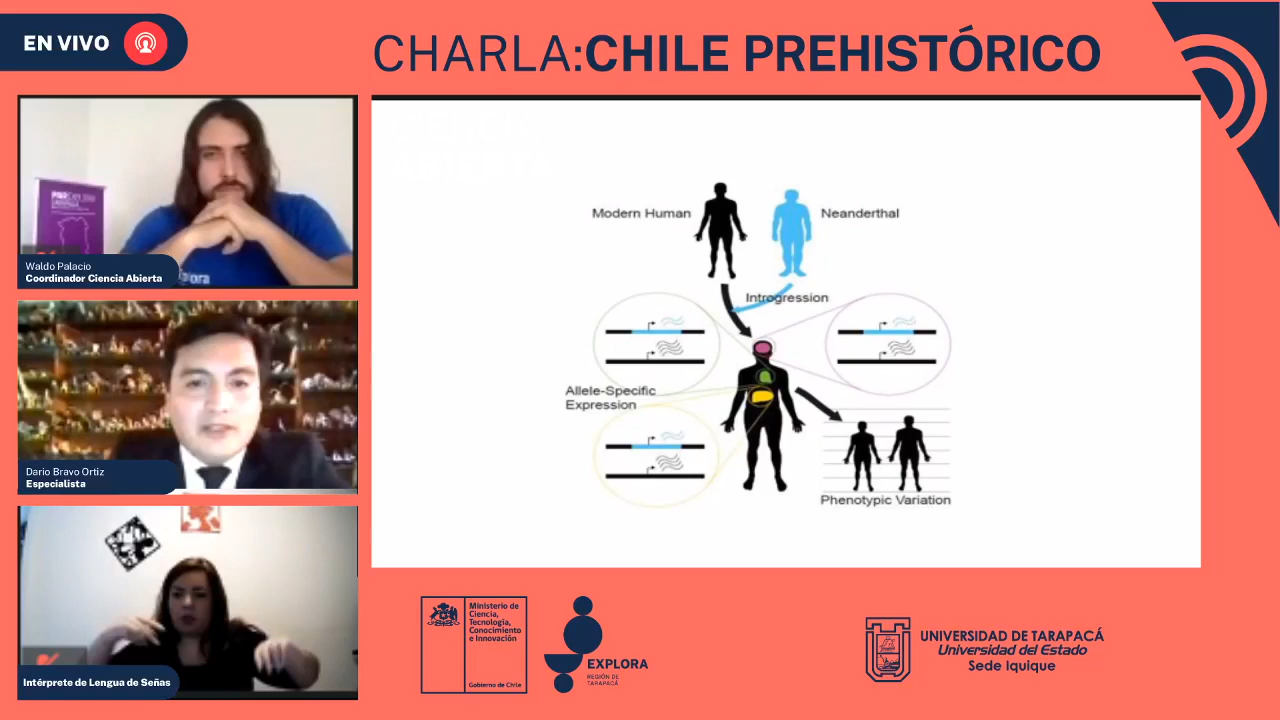 EN VIVO
CHARLA:CHILE PREHISTÓRICO
Waldo Palacio
Coordinador Ciencia Abierta
Dario Bravo Ortiz
Especialista
Intérprete de Lengua de Señas
Modern Human
Neanderthal
Introgression
Allele-Specific
Expression
Phenotypic Variation
Ministerio de
Ciencia,
Tecnología,
Conocimiento
e Innovación
Gobierno de Chile
EXPLORA
REGIÓN DE
TARAPACÁ
UNIVERSIDAD DE TARAPACÁ
Universidad del Estado
Sede Iquique